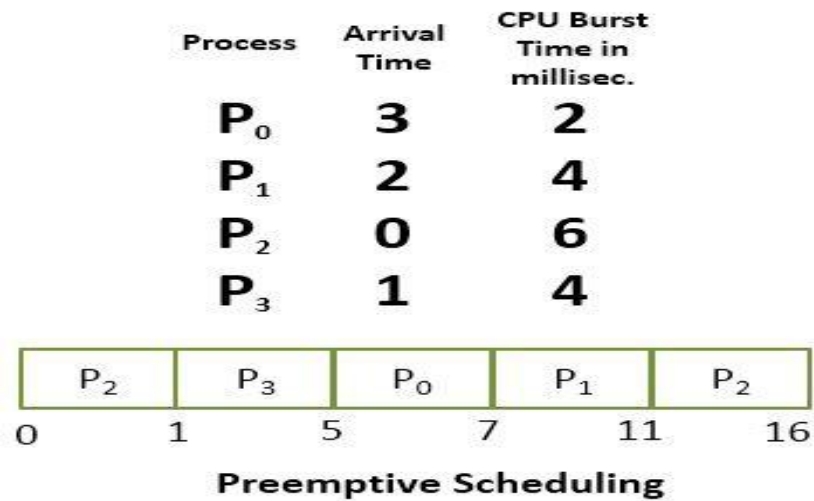 Process Arrival Time CPU Burst Time in millisec.
P₀ 3 2
P₁ 2 4
P₂ 0 6
P₃ 1 4
P₂ P₃ P₀ P₁ P₂
0 1 5 7 11 16
Preemptive Scheduling